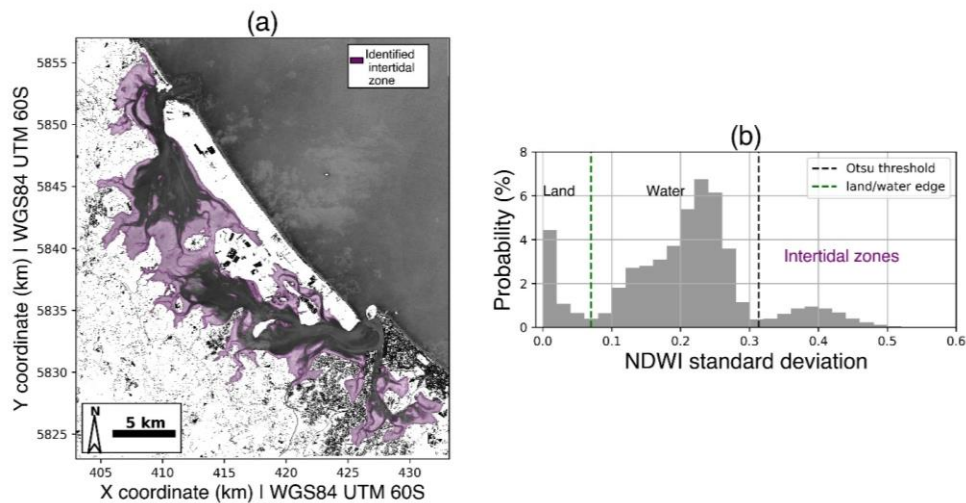 (a)
Identified
intertidal
zone
5855
5850
5845
5840
5835
5830
5825
Y coordinate (km) | WGS84 UTM 60S
N
5 km
405 410 415 420 425 430
X coordinate (km) | WGS84 UTM 60S
(b)
8
6
4
2
0
Probability (%)
Land
Water
Otsu threshold
land/water edge
Intertidal zones
0.0 0.1 0.2 0.3 0.4 0.5 0.6
NDWI standard deviation